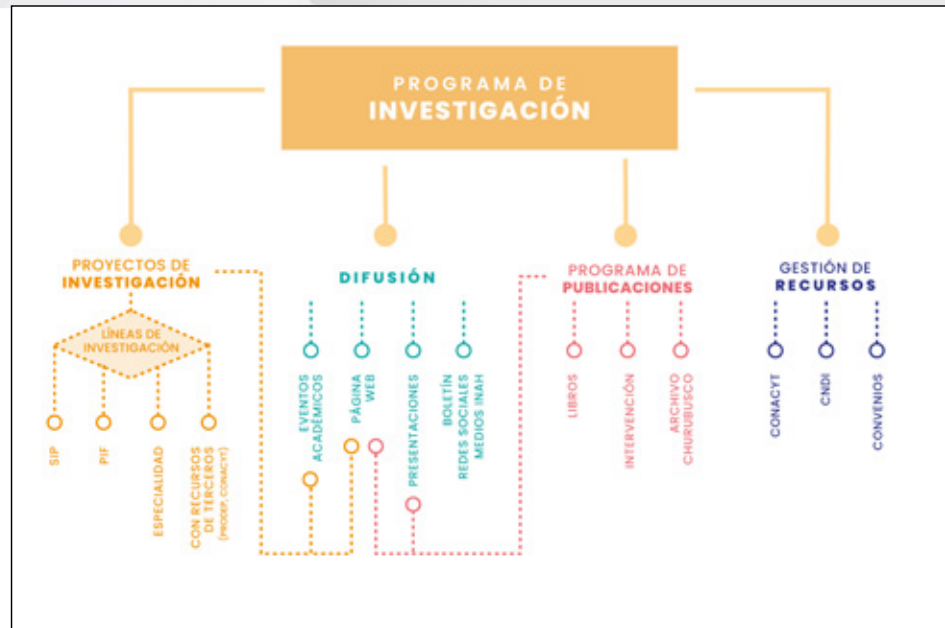 PROGRAMA DE
INVESTIGACIÓN
PROYECTOS DE
INVESTIGACIÓN
LÍNEAS DE
INVESTIGACIÓN
SIP
PIF
ESPECIALIDAD
CON RECURSOS
DE TERCEROS
(PRODEP, CONACYT)
DIFUSIÓN
EVENTOS
ACADÉMICOS
PÁGINA
WEB
PRESENTACIONES
BOLETÍN
REDES SOCIALES
MEDIOS INAH
PROGRAMA DE
PUBLICACIONES
LIBROS
INTERVENCIÓN
ARCHIVO
CHURUBUSCO
GESTIÓN DE
RECURSOS
CONACYT
CNDI
CONVENIOS